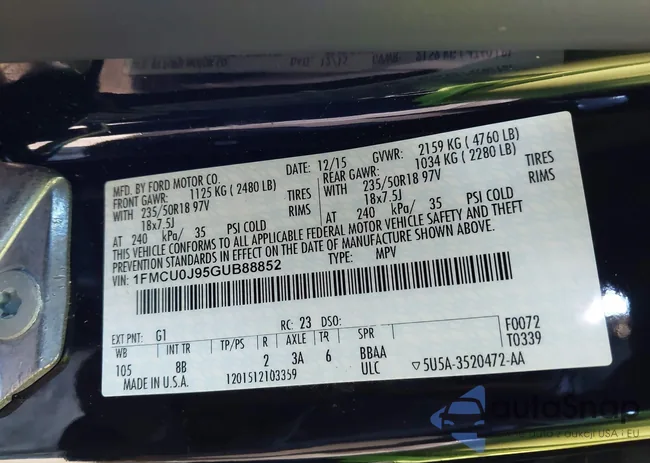 MFD. BY FORD MOTOR CO.
DATE: 12/15
GVWR: 2159 KG ( 4760 LB)
FRONT GAWR: 1125 KG ( 2480 LB)
REAR GAWR: 1034 KG ( 2280 LB)
WITH 235/50R18 97V TIRES
235/50R18 97V TIRES
18x7.5J RIMS
18x7.5J RIMS
AT 240 kPa/ 35 PSI COLD
AT 240 kPa/ 35 PSI COLD
THIS VEHICLE CONFORMS TO ALL APPLICABLE FEDERAL MOTOR VEHICLE SAFETY AND THEFT
PREVENTION STANDARDS IN EFFECT ON THE DATE OF MANUFACTURE SHOWN ABOVE.
VIN: 1FMCU0J95GUB88852
TYPE: MPV
EXT PNT: G1 RC: 23 DSO:
F0072
T0339
WB INT TR TP/PS R AXLE TR SPR
105 8B 2 3A 6 BBAA
MADE IN U.S.A. 1201512103359 ULC
▽5U5A-3520472-AA
autoSnap
auto z aukcji USA i EU